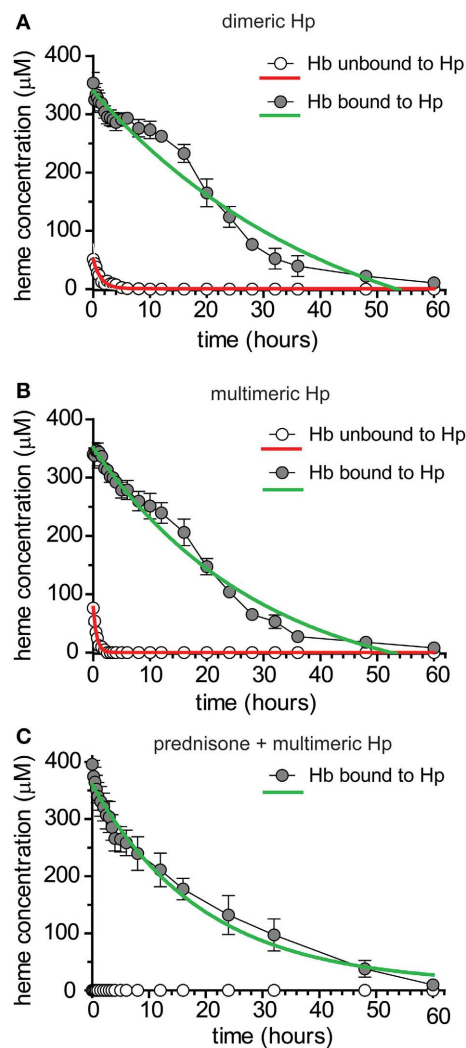 A
dimeric Hp
Hb unbound to Hp
Hb bound to Hp
heme concentration (µM)
400
300
200
100
0
0 10 20 30 40 50 60
time (hours)
B
multimeric Hp
Hb unbound to Hp
Hb bound to Hp
heme concentration (µM)
400
300
200
100
0
0 10 20 30 40 50 60
time (hours)
C
prednisone + multimeric Hp
Hb bound to Hp
heme concentration (µM)
400
300
200
100
0
0 10 20 30 40 50 60
time (hours)